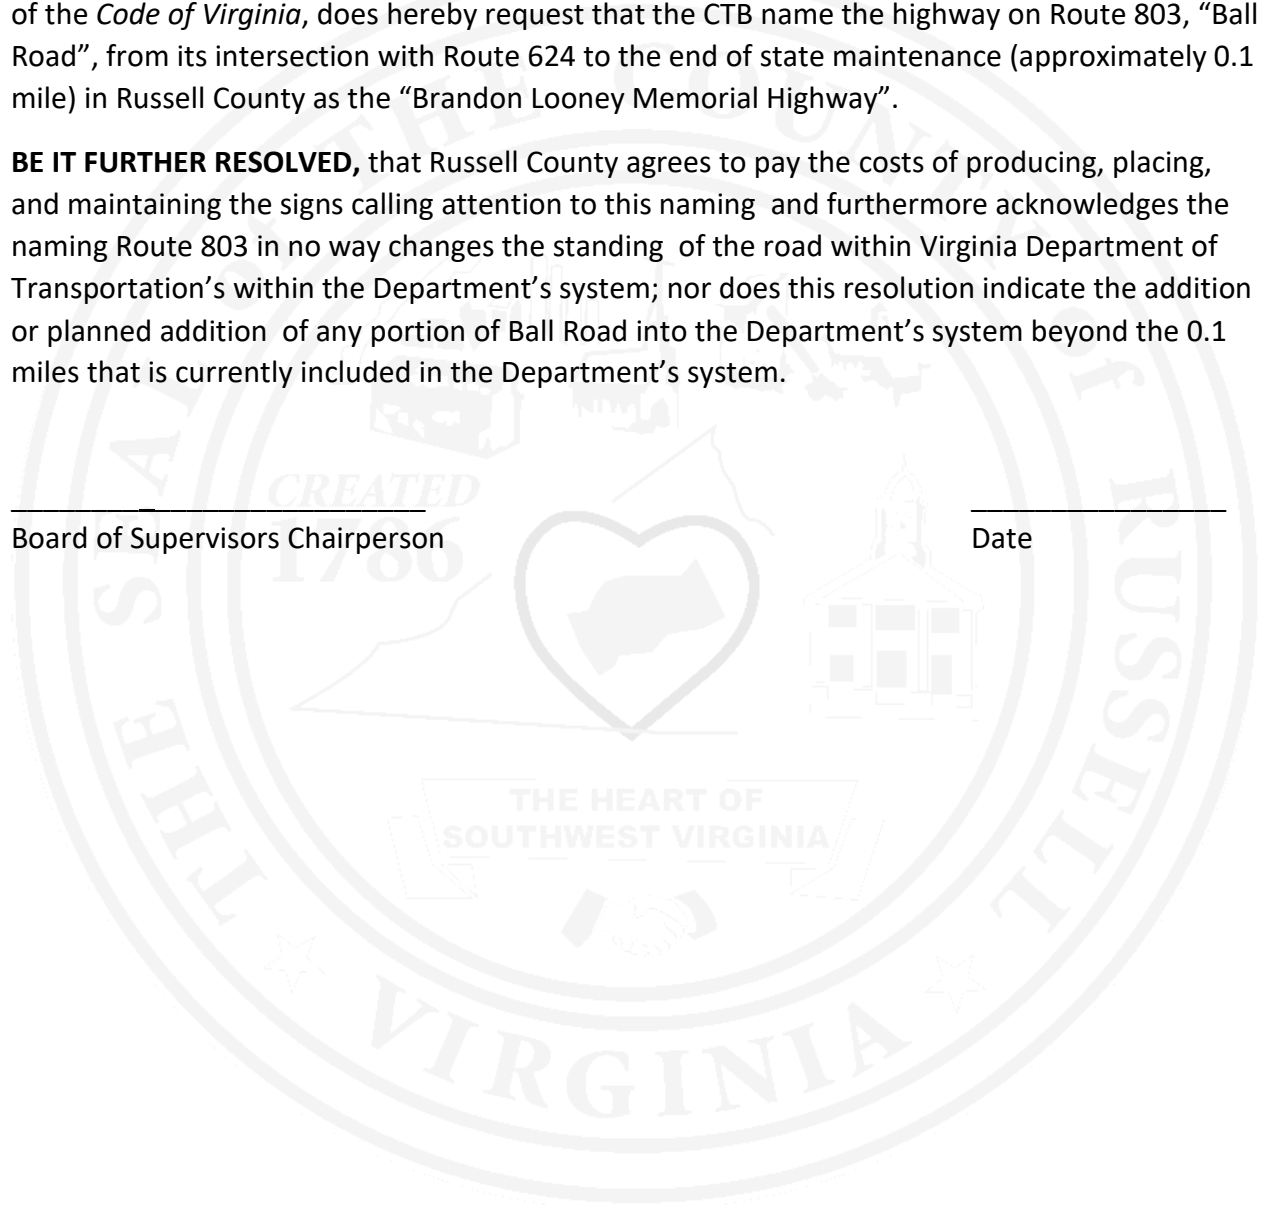 of the Code of Virginia, does hereby request that the CTB name the highway on Route 803, “Ball
Road”, from its intersection with Route 624 to the end of state maintenance (approximately 0.1
mile) in Russell County as the “Brandon Looney Memorial Highway”.
BE IT FURTHER RESOLVED, that Russell County agrees to pay the costs of producing, placing,
and maintaining the signs calling attention to this naming  and furthermore acknowledges the
naming Route 803 in no way changes the standing  of the road within Virginia Department of
Transportation’s within the Department’s system; nor does this resolution indicate the addition
or planned addition  of any portion of Ball Road into the Department’s system beyond the 0.1
miles that is currently included in the Department’s system.
Board of Supervisors Chairperson Date
THE SEAL OF THE COUNTY OF RUSSELL
CREATED
1786
THE HEART OF
SOUTHWEST VIRGINIA
VIRGINIA